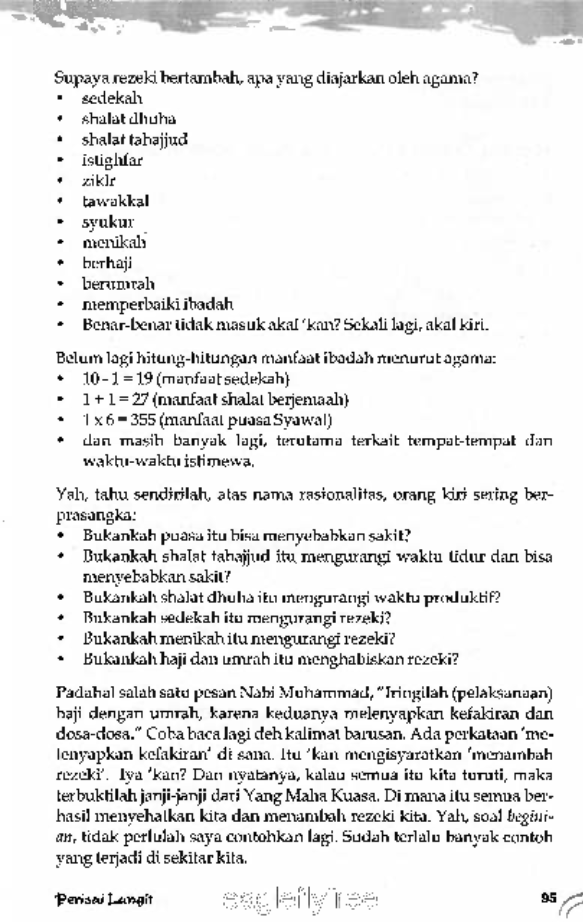 Supaya rezeki bertambah, apa yang diajarkan oleh agama?
• sedekah
• shalat dhuha
• shalat tahajjud
• istighfar
• zikir
• tawakkal
• syukur
• menikah
• berhaji
• berumrah
• memperbaiki ibadah
• Benar-benar tidak masuk akal 'kan? Sekali lagi, akal kiri.
Belum lagi hitung-hitungan manfaat ibadah menurut agama:
• 10 - 1 = 19 (manfaat sedekah)
• 1 + 1 = 27 (manfaat shalat berjemaah)
• 1 x 6 = 355 (manfaat puasa Syawal)
• dan masih banyak lagi, terutama terkait tempat-tempat dan
waktu-waktu istimewa.
Yah, tahu sendirilah, atas nama rasionalitas, orang kiri sering ber-
prasangka:
• Bukankah puasa itu bisa menyebabkan sakit?
• Bukankah shalat tahajjud itu mengurangi waktu tidur dan bisa
menyebabkan sakit?
• Bukankah shalat dhuha itu mengurangi waktu produktif?
• Bukankah sedekah itu mengurangi rezeki?
• Bukankah menikah itu mengurangi rezeki?
• Bukankah haji dan umrah itu menghabiskan rezeki?
Padahal salah satu pesan Nabi Muhammad, "Iringilah (pelaksanaan)
haji dengan umrah, karena keduanya melenyapkan kefakiran dan
dosa-dosa." Coba baca lagi deh kalimat barusan. Ada perkataan 'me-
lenyapkan kefakiran' di sana. Itu 'kan mengisyaratkan 'menambah
rezeki'. Iya 'kan? Dan nyatanya, kalau semua itu kita turuti, maka
terbuktilah janji-janji dari Yang Maha Kuasa. Di mana itu semua ber-
hasil menyehatkan kita dan menambah rezeki kita. Yah, soal begini-
an, tidak perlulah saya contohkan lagi. Sudah terlalu banyak contoh
yang terjadi di sekitar kita.
Perisai Langit eagleflyfree 95